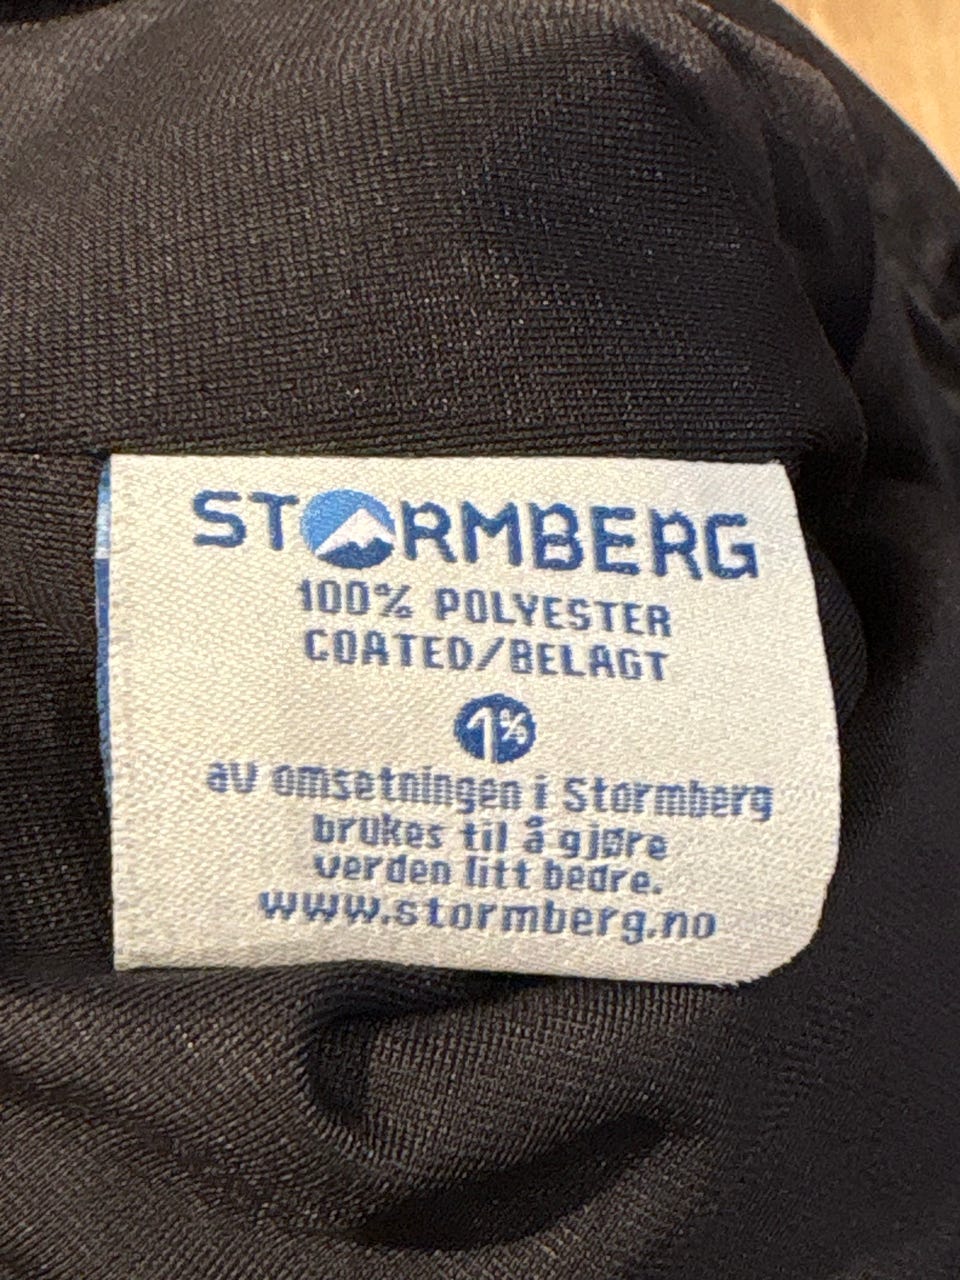 STORMBERG
100% POLYESTER
COATED/BELAGT
1%
av omsetningen i Stormberg
brukes til å gjøre
verden litt bedre.
www.stormberg.no